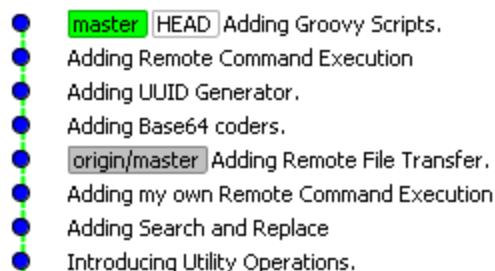 master HEAD Adding Groovy Scripts.
Adding Remote Command Execution
Adding UUID Generator.
Adding Base64 coders.
origin/master Adding Remote File Transfer.
Adding my own Remote Command Execution
Adding Search and Replace
Introducing Utility Operations.